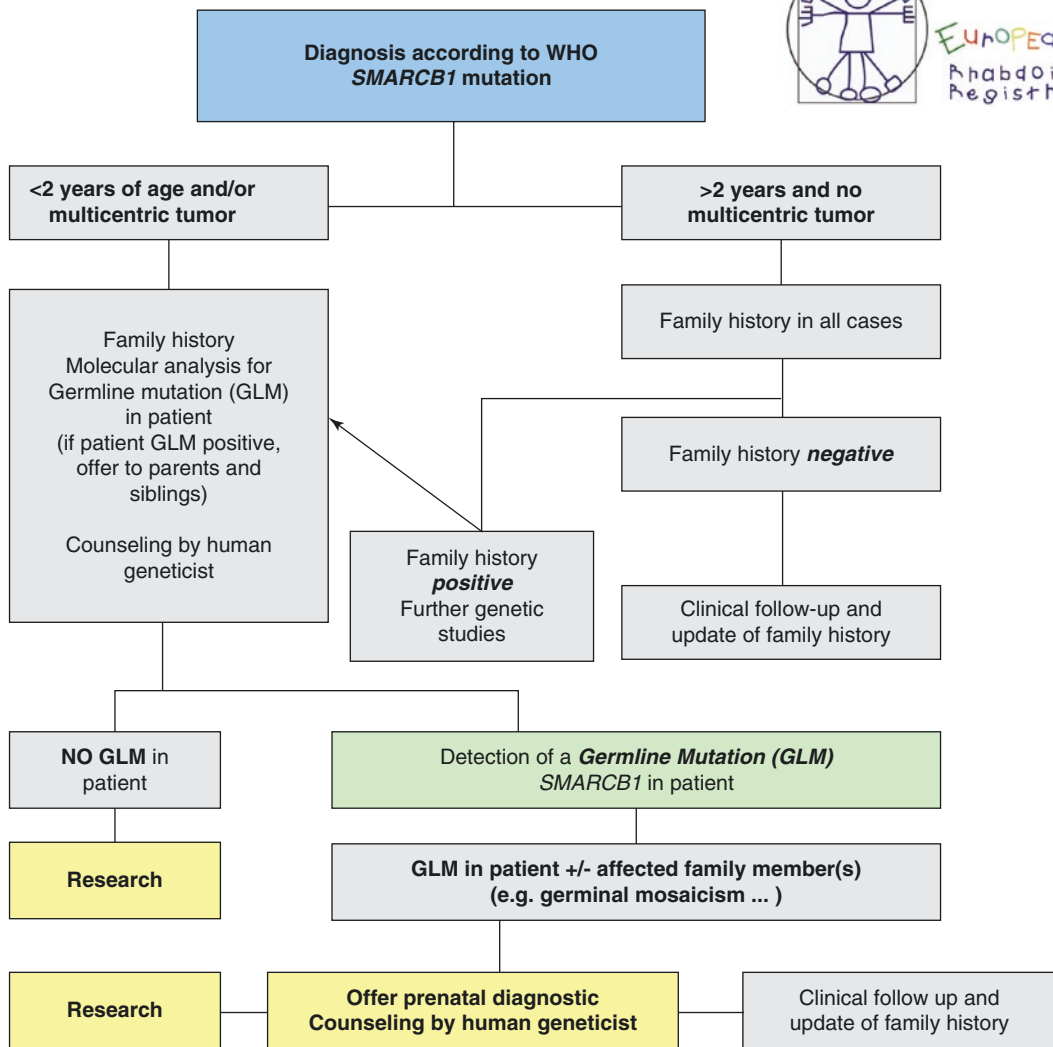 Diagnosis according to WHO
SMARCB1 mutation
<2 years of age and/or
multicentric tumor
>2 years and no
multicentric tumor
Family history
Molecular analysis for
Germline mutation (GLM)
in patient
(if patient GLM positive,
offer to parents and
siblings)
Counseling by human
geneticist
Family history in all cases
Family history negative
Family history
positive
Further genetic
studies
Clinical follow-up and
update of family history
NO GLM in
patient
Detection of a Germline Mutation (GLM)
SMARCB1 in patient
Research
GLM in patient +/- affected family member(s)
(e.g. germinal mosaicism ... )
Research
Offer prenatal diagnostic
Counseling by human geneticist
Clinical follow up and
update of family history